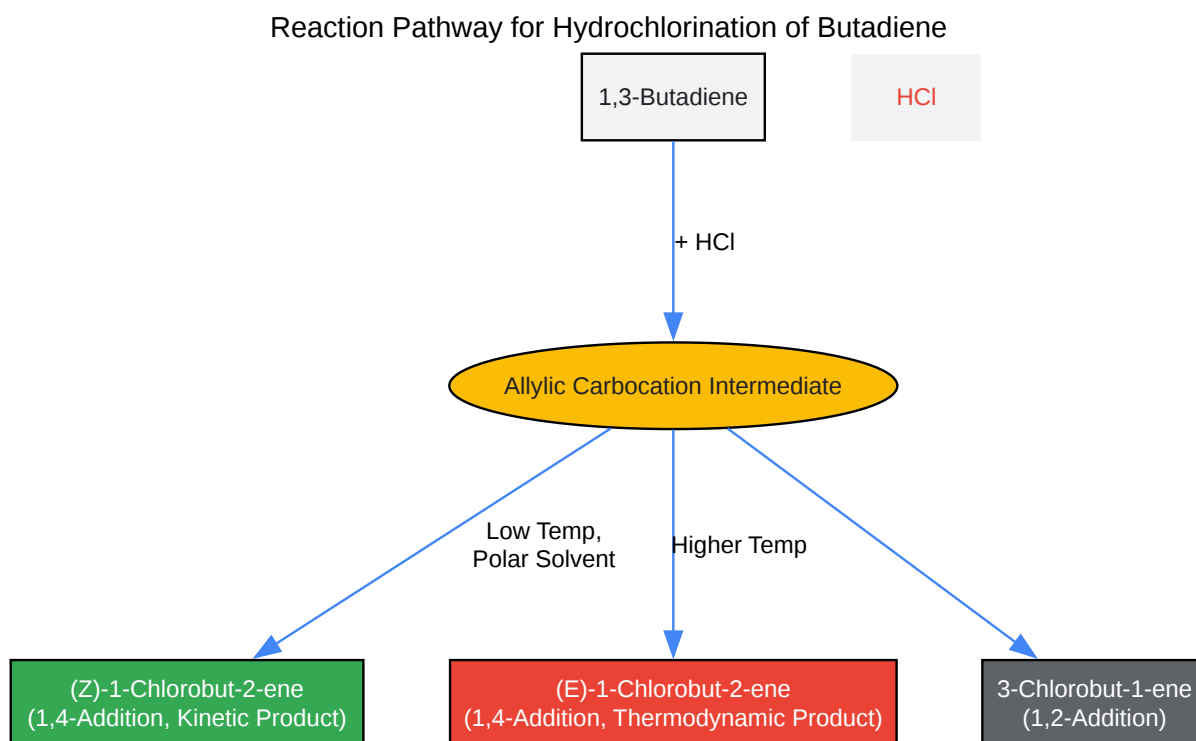 Reaction Pathway for Hydrochlorination of Butadiene
1,3-Butadiene
HCl
+ HCl
Allylic Carbocation Intermediate
Low Temp,
Polar Solvent
Higher Temp
(Z)-1-Chlorobut-2-ene
(1,4-Addition, Kinetic Product)
(E)-1-Chlorobut-2-ene
(1,4-Addition, Thermodynamic Product)
3-Chlorobut-1-ene
(1,2-Addition)